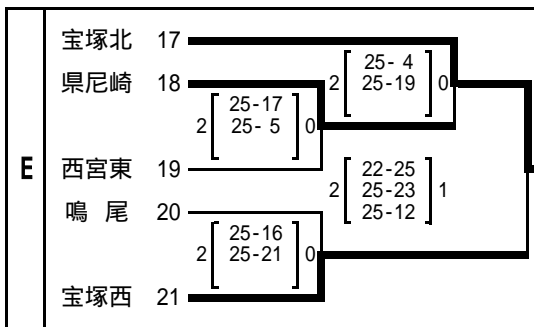 宝塚北 17
県尼崎 18
2 [ 25- 4 25-19 ] 0
2 [ 25-17 25- 5 ] 0
E
西宮東 19
2 [ 22-25 25-23 25-12 ] 1
鳴 尾 20
2 [ 25-16 25-21 ] 0
宝塚西 21